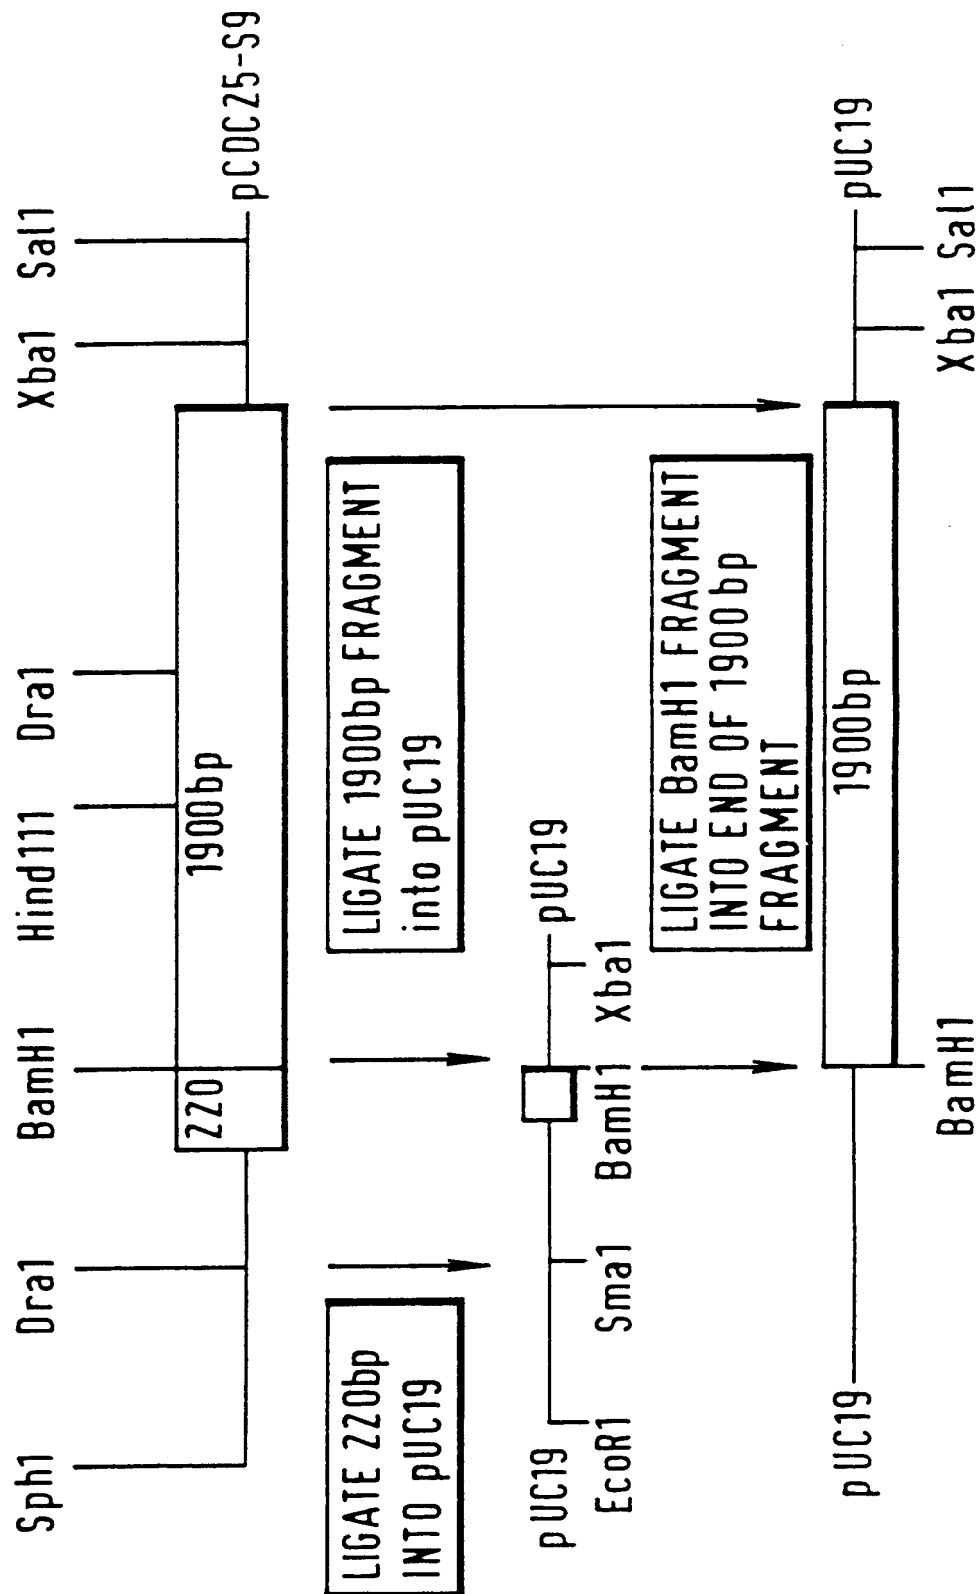 Sph1
Dra1
BamH1
Hind111
Dra1
Xba1
Sal1
220
1900bp
pCDC25-S9
LIGATE 220bp
INTO pUC19
LIGATE 1900bp FRAGMENT
into pUC19
pUC19
pUC19
EcoR1
Sma1
BamH1
Xba1
LIGATE BamH1 FRAGMENT
INTO END OF 1900bp
FRAGMENT
pUC19
1900bp
pUC19
BamH1
Xba1
Sal1